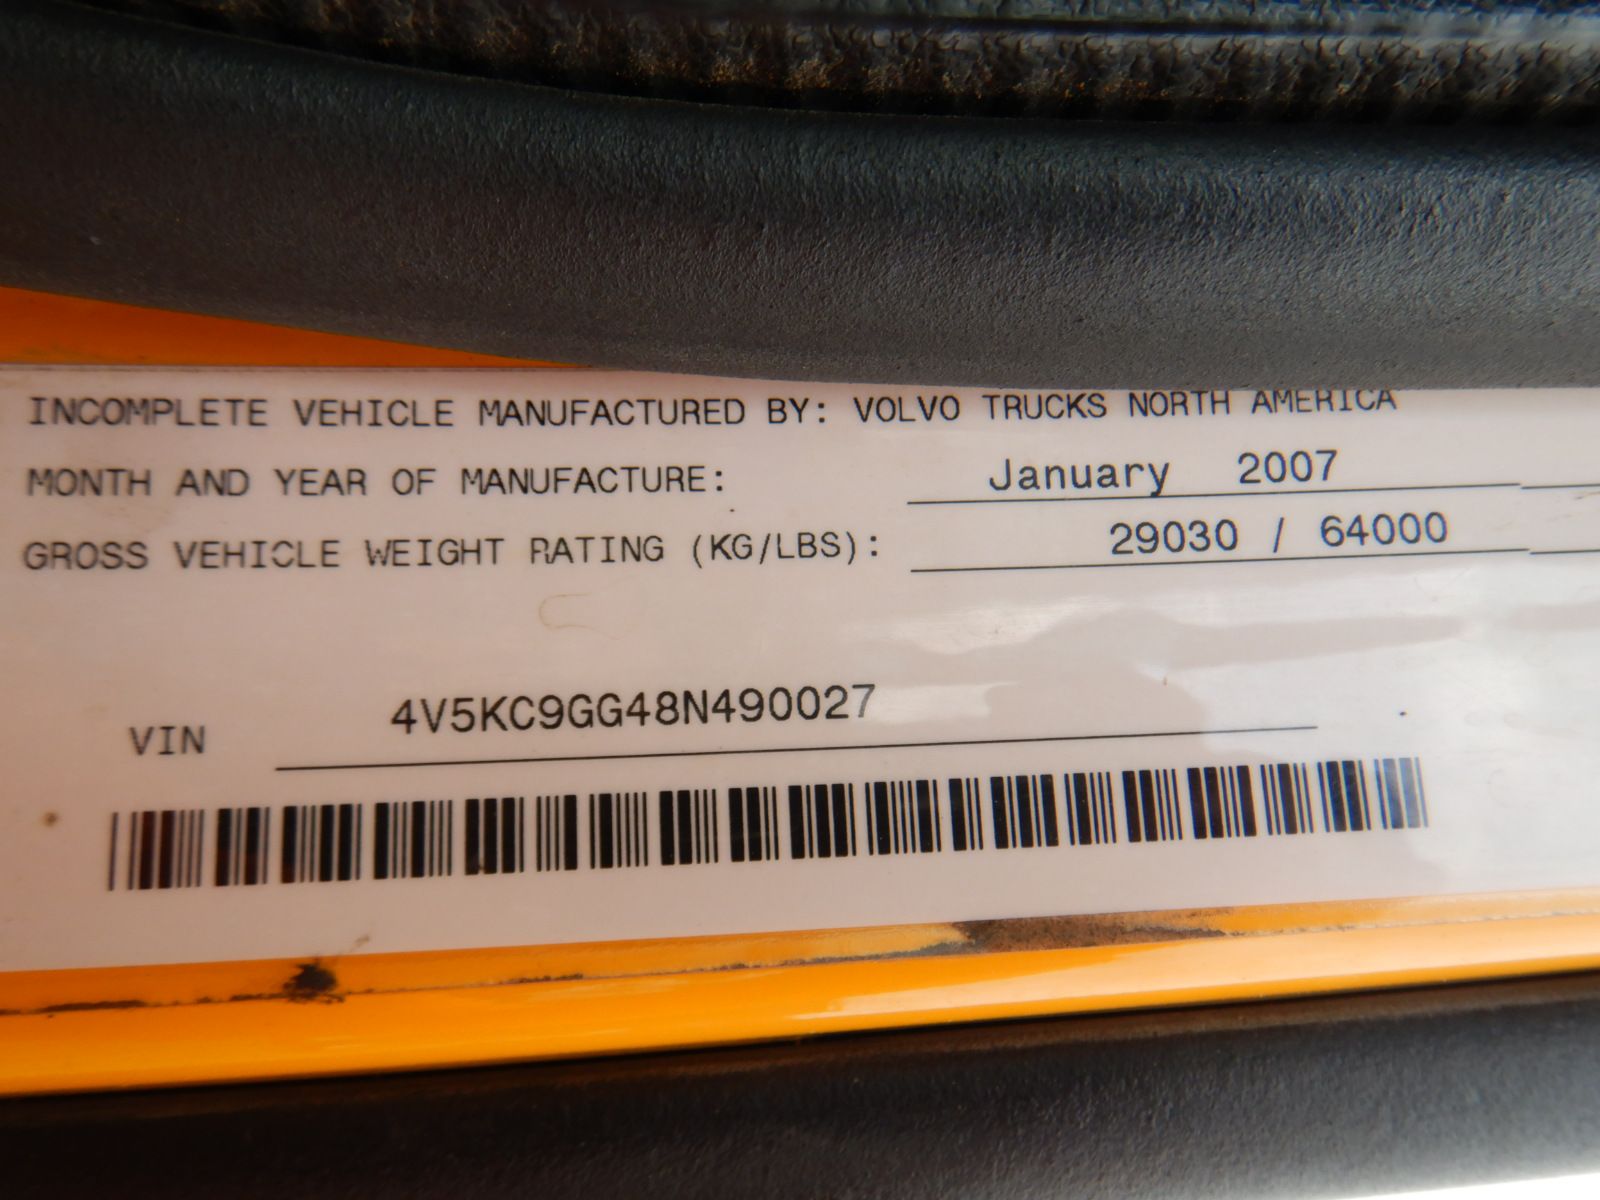 INCOMPLETE VEHICLE MANUFACTURED BY: VOLVO TRUCKS NORTH AMERICA
MONTH AND YEAR OF MANUFACTURE: January 2007
GROSS VEHICLE WEIGHT RATING (KG/LBS): 29030 / 64000
VIN 4V5KC9GG48N490027